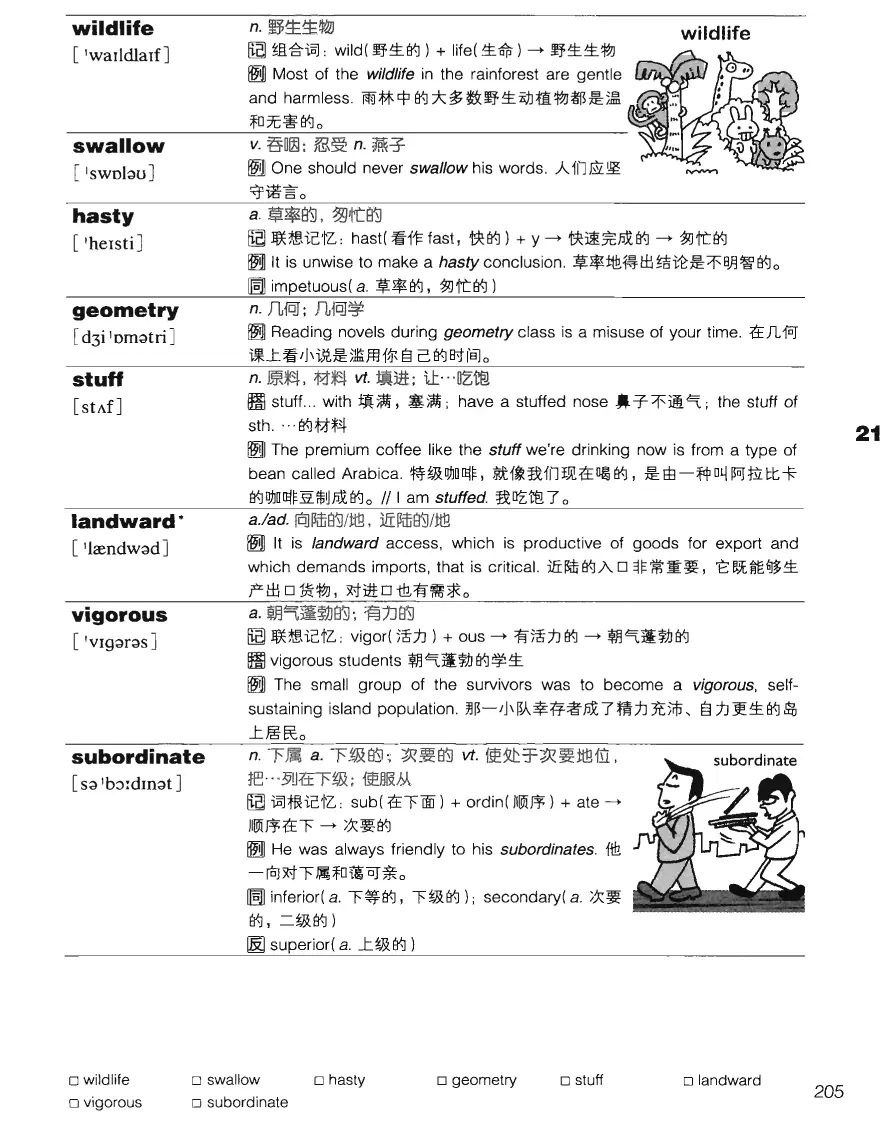 wildlife
[ ˈwaɪldlaɪf ]
n. 野生生物
记 组合词: wild( 野生的 ) + life( 生命 ) → 野生生物
例 Most of the wildlife in the rainforest are gentle
and harmless. 雨林中的大多数野生动植物都是温
和无害的。
wildlife
swallow
[ ˈswɒləʊ ]
v. 吞咽; 忍受 n. 燕子
例 One should never swallow his words. 人们应坚
守诺言。
hasty
[ ˈheɪsti ]
a. 草率的, 匆忙的
记 联想记忆: hast( 看作 fast, 快的 ) + y → 快速完成的 → 匆忙的
例 It is unwise to make a hasty conclusion. 草率地得出结论是不明智的。
同 impetuous( a. 草率的, 匆忙的 )
geometry
[ dʒiˈɒmətri ]
n. 几何; 几何学
例 Reading novels during geometry class is a misuse of your time. 在几何
课上看小说是滥用你自己的时间。
stuff
[ stʌf ]
n. 原料, 材料 vt. 填进; 让…吃饱
搭 stuff... with 填满, 塞满; have a stuffed nose 鼻子不通气; the stuff of
sth. …的材料
例 The premium coffee like the stuff we're drinking now is from a type of
bean called Arabica. 特级咖啡, 就像我们现在喝的, 是由一种叫阿拉比卡
的咖啡豆制成的。// I am stuffed. 我吃饱了。
21
landward*
[ ˈlændwəd ]
a./ad. 向陆的/地, 近陆的/地
例 It is landward access, which is productive of goods for export and
which demands imports, that is critical. 近陆的入口非常重要, 它既能够生
产出口货物, 对进口也有需求。
vigorous
[ ˈvɪgərəs ]
a. 朝气蓬勃的; 有力的
记 联想记忆: vigor( 活力 ) + ous → 有活力的 → 朝气蓬勃的
搭 vigorous students 朝气蓬勃的学生
例 The small group of the survivors was to become a vigorous, self-
sustaining island population. 那一小队幸存者成了精力充沛、自力更生的岛
上居民。
subordinate
[ səˈbɔːdɪnət ]
n. 下属 a. 下级的; 次要的 vt. 使处于次要地位,
把…列在下级; 使服从
记 词根记忆: sub( 在下面 ) + ordin( 顺序 ) + ate →
顺序在下 → 次要的
例 He was always friendly to his subordinates. 他
一向对下属和蔼可亲。
同 inferior( a. 下等的, 下级的 ); secondary( a. 次要
的, 二级的 )
反 superior( a. 上级的 )
subordinate
□ wildlife □ swallow □ hasty □ geometry □ stuff □ landward
□ vigorous □ subordinate
205